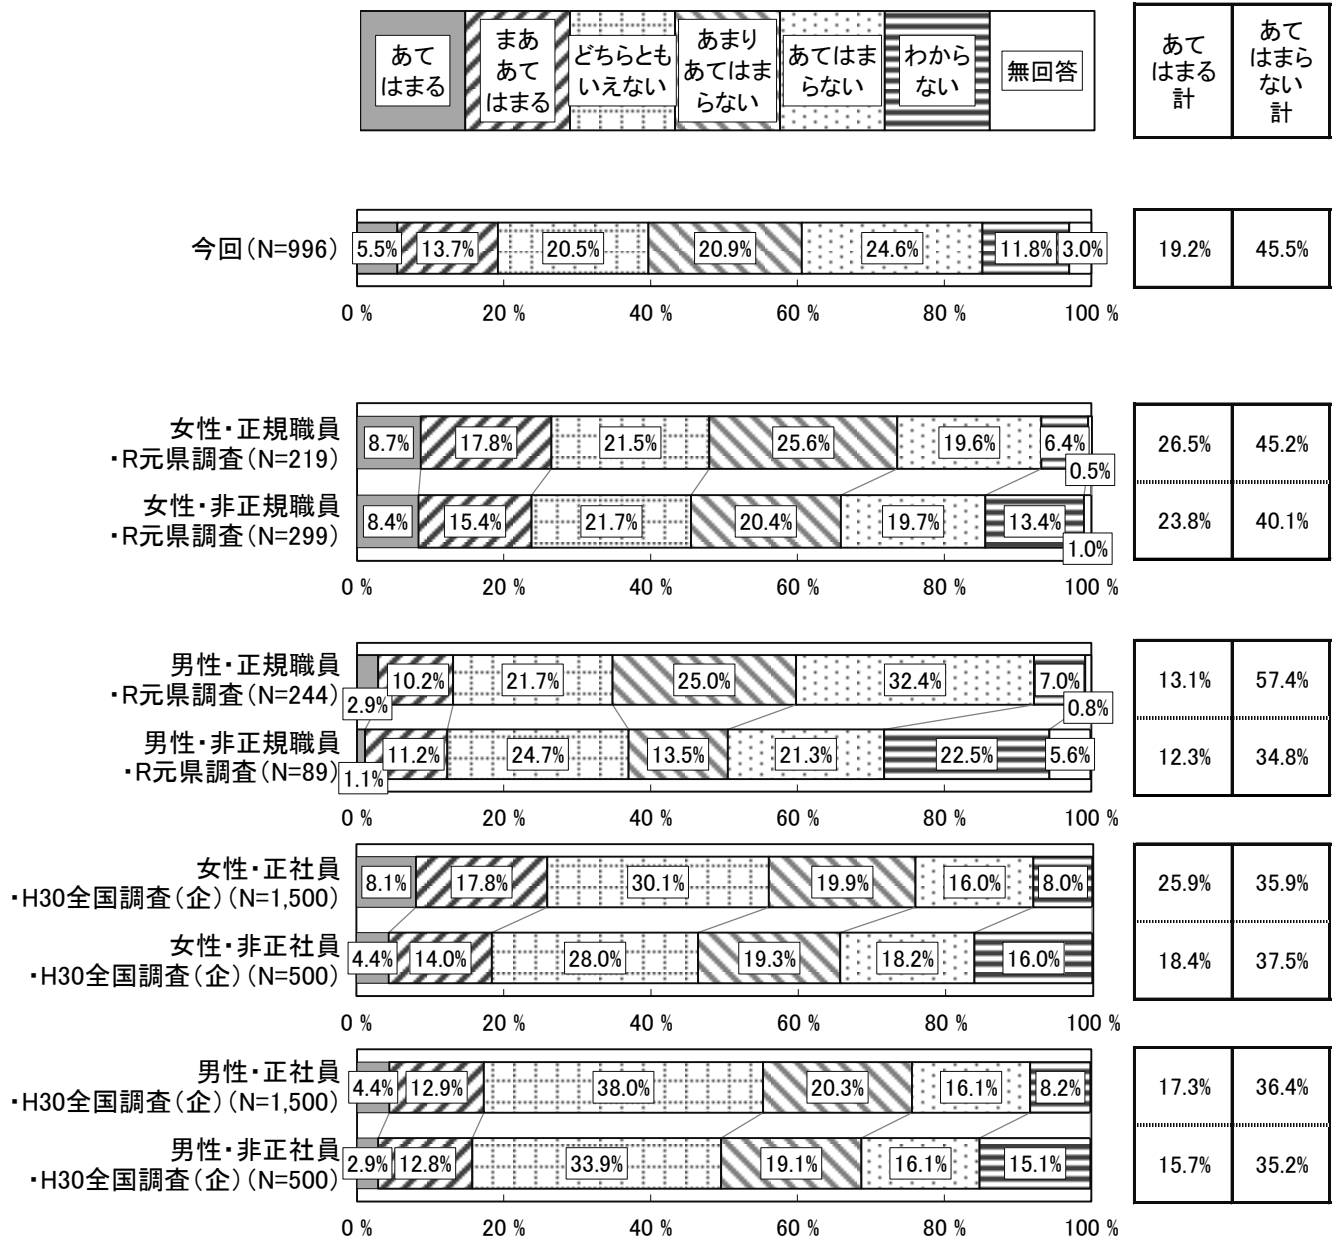 あて
はまる
まあ
あて
はまる
どちらとも
いえない
あまり
あてはま
らない
あてはま
らない
わから
ない
無回答
あて
はまる
計
あて
はまら
ない
計
今回(N=996)
5.5% 13.7% 20.5% 20.9% 24.6% 11.8% 3.0% 19.2% 45.5%
0% 20% 40% 60% 80% 100%
女性・正規職員
・R元県調査(N=219)
8.7% 17.8% 21.5% 25.6% 19.6% 6.4% 0.5% 26.5% 45.2%
女性・非正規職員
・R元県調査(N=299)
8.4% 15.4% 21.7% 20.4% 19.7% 13.4% 1.0% 23.8% 40.1%
0% 20% 40% 60% 80% 100%
男性・正規職員
・R元県調査(N=244)
2.9% 10.2% 21.7% 25.0% 32.4% 7.0% 0.8% 13.1% 57.4%
男性・非正規職員
・R元県調査(N=89)
1.1% 11.2% 24.7% 13.5% 21.3% 22.5% 5.6% 12.3% 34.8%
0% 20% 40% 60% 80% 100%
女性・正社員
・H30全国調査(企)(N=1,500)
8.1% 17.8% 30.1% 19.9% 16.0% 8.0% 25.9% 35.9%
女性・非正社員
・H30全国調査(企)(N=500)
4.4% 14.0% 28.0% 19.3% 18.2% 16.0% 18.4% 37.5%
0% 20% 40% 60% 80% 100%
男性・正社員
・H30全国調査(企)(N=1,500)
4.4% 12.9% 38.0% 20.3% 16.1% 8.2% 17.3% 36.4%
男性・非正社員
・H30全国調査(企)(N=500)
2.9% 12.8% 33.9% 19.1% 16.1% 15.1% 15.7% 35.2%
0% 20% 40% 60% 80% 100%